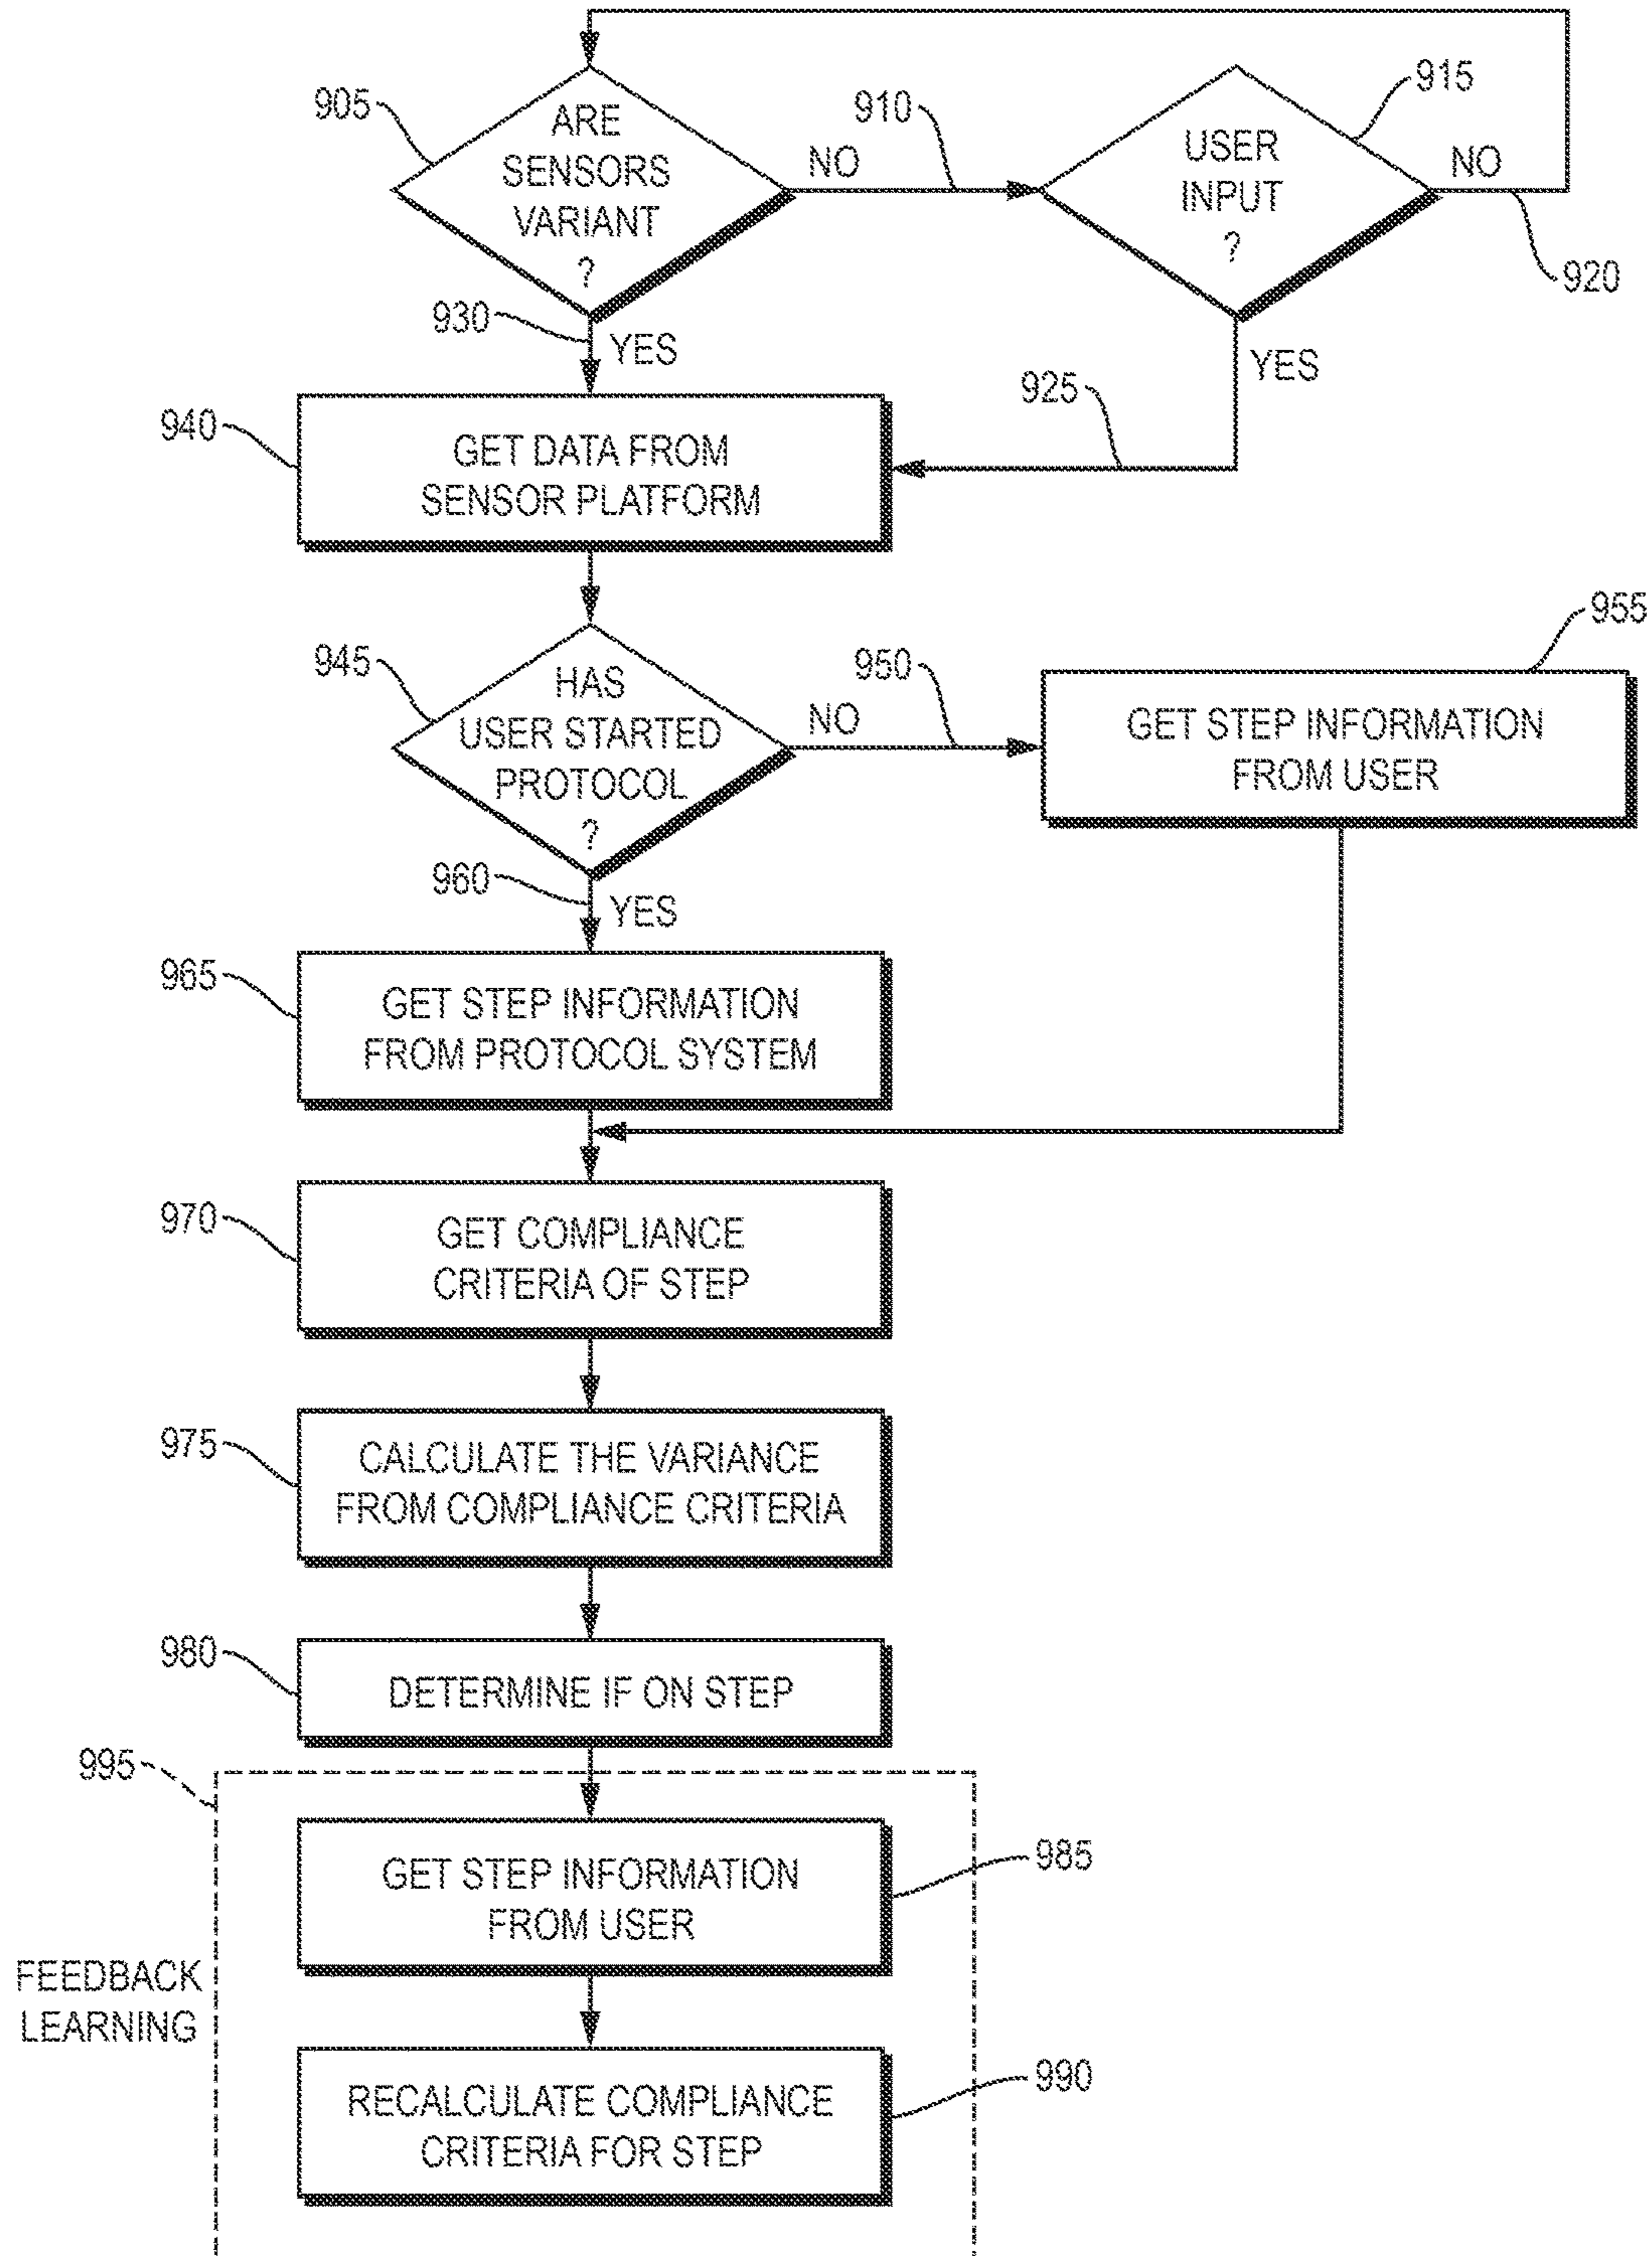 905
ARE
SENSORS
VARIANT
?
NO
910
USER
INPUT
?
915
NO
920
930
YES
925
YES
940
GET DATA FROM
SENSOR PLATFORM
945
HAS
USER STARTED
PROTOCOL
?
950
NO
955
GET STEP INFORMATION
FROM USER
960
YES
965
GET STEP INFORMATION
FROM PROTOCOL SYSTEM
970
GET COMPLIANCE
CRITERIA OF STEP
975
CALCULATE THE VARIANCE
FROM COMPLIANCE CRITERIA
980
DETERMINE IF ON STEP
995
GET STEP INFORMATION
FROM USER
985
FEEDBACK
LEARNING
RECALCULATE COMPLIANCE
CRITERIA FOR STEP
990